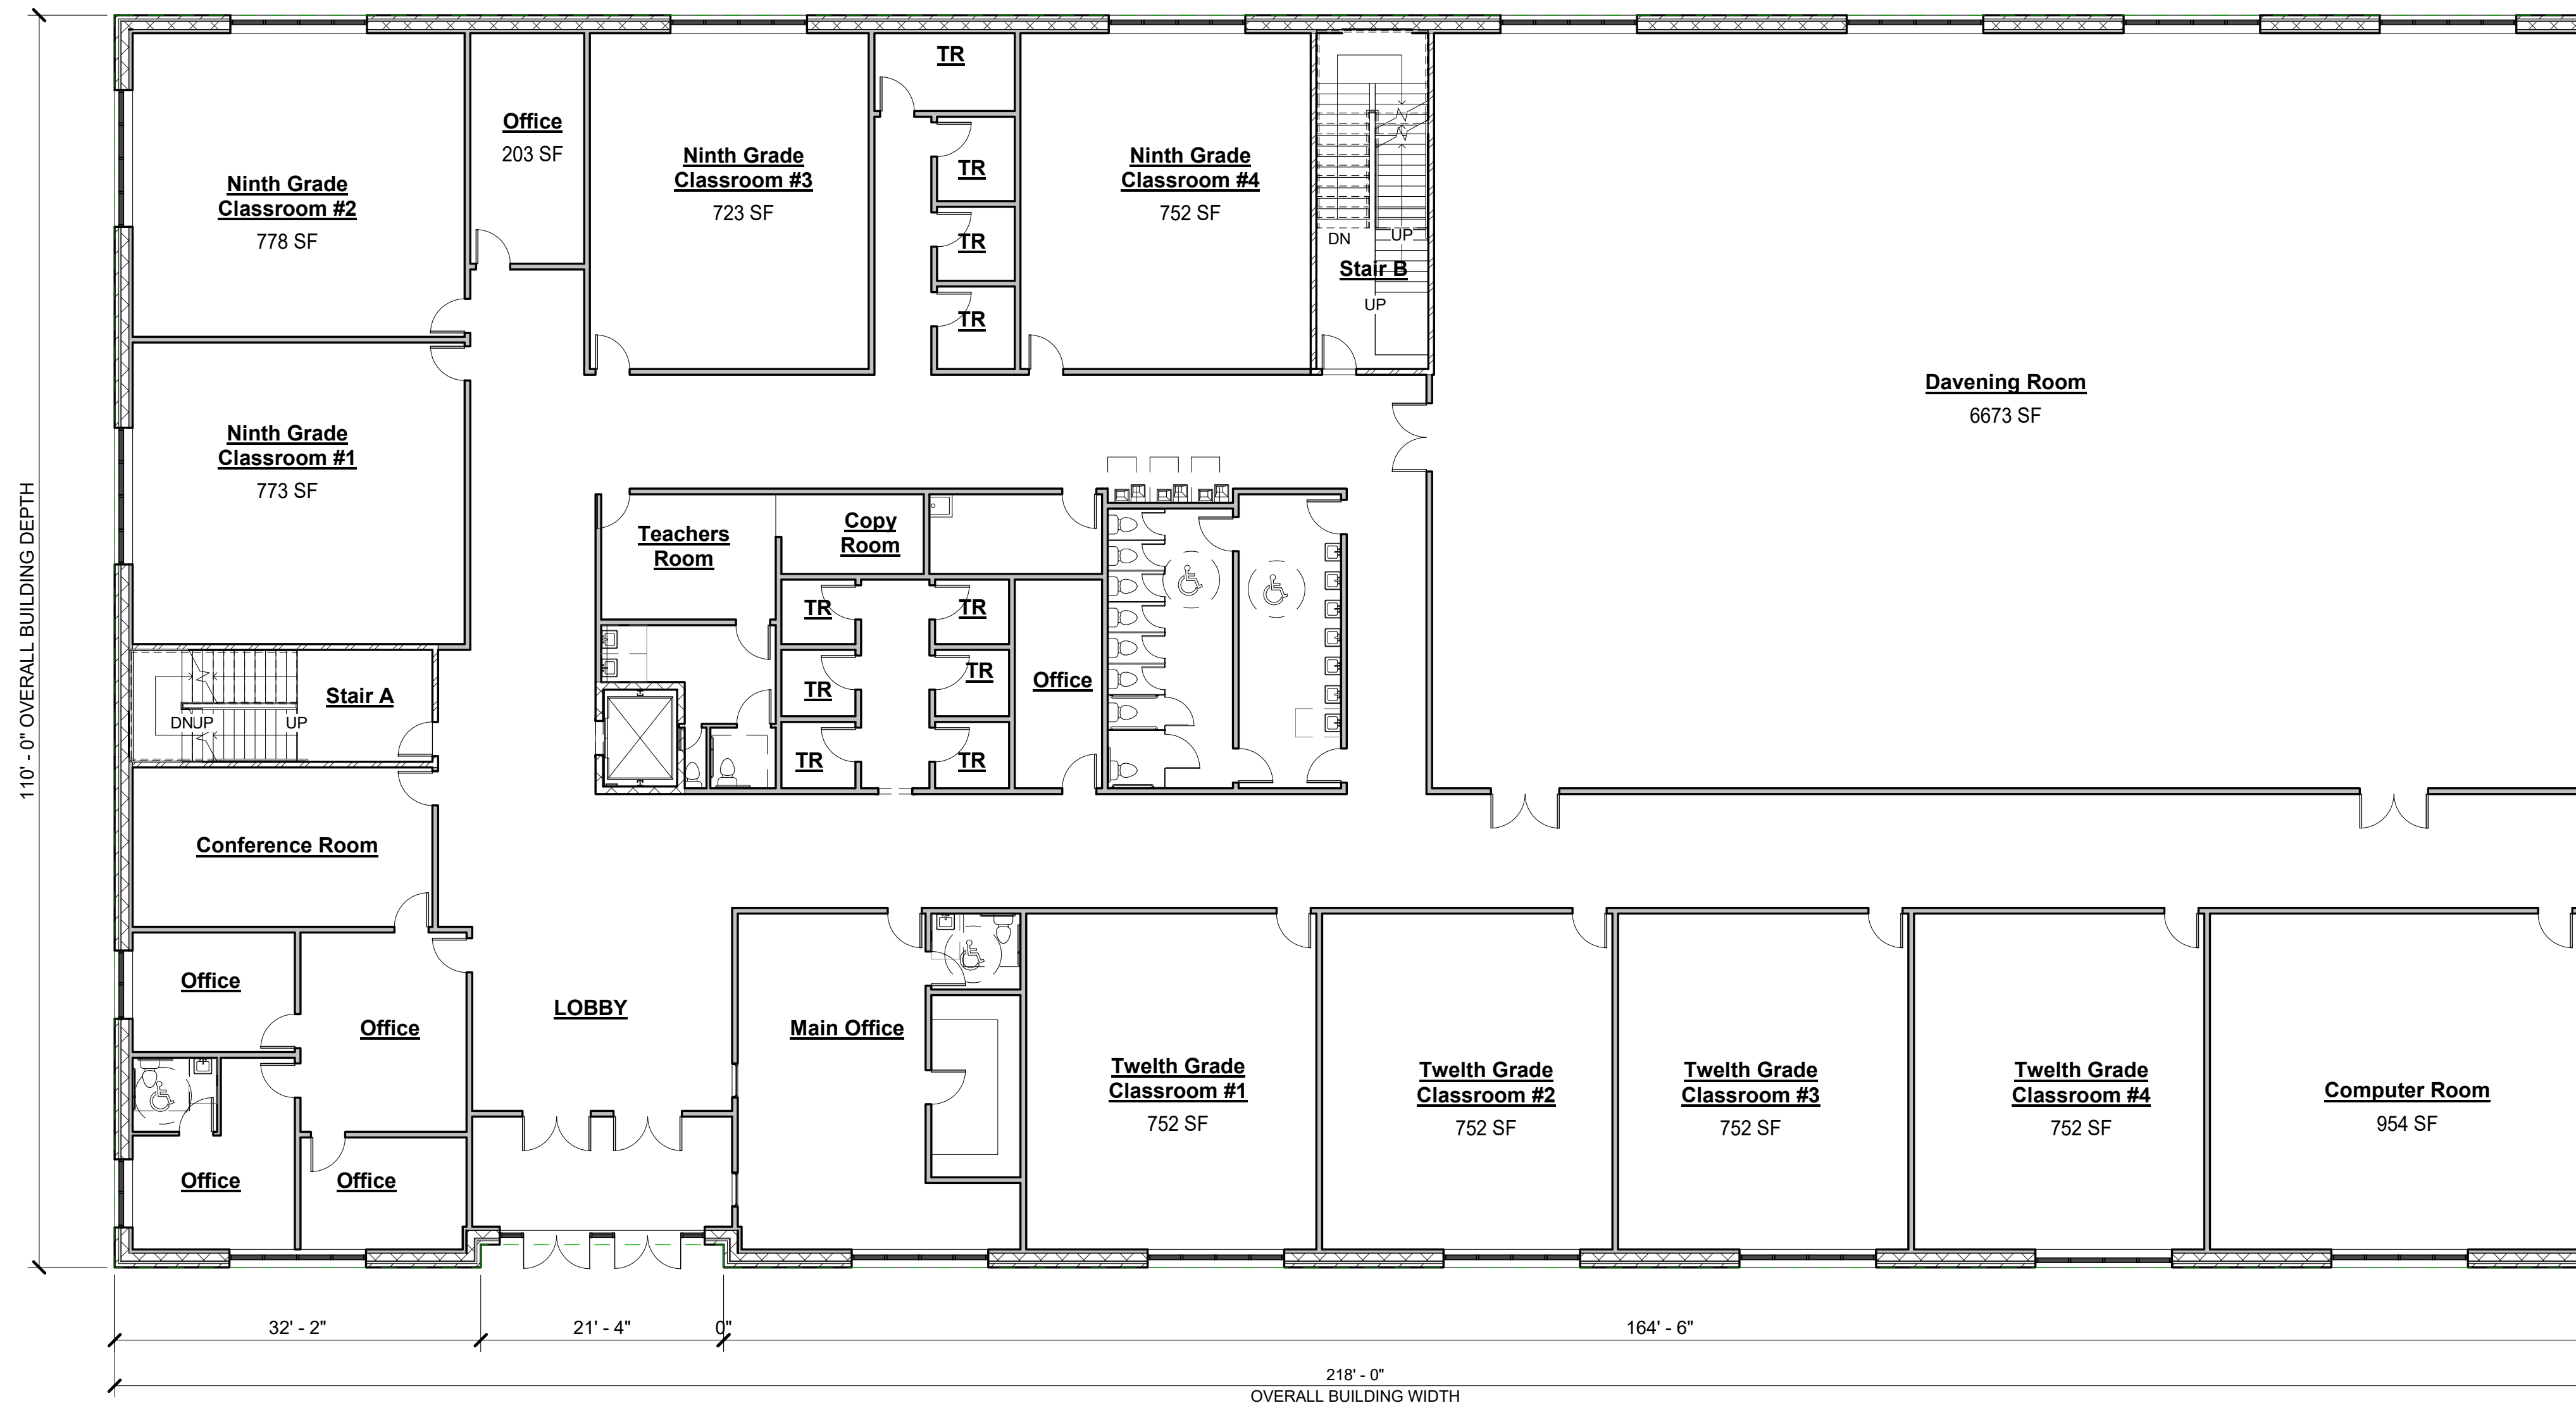 TR
Office
203 SF
Ninth Grade
Classroom #3
723 SF
Ninth Grade
Classroom #4
752 SF
TR
Ninth Grade
Classroom #2
778 SF
TR
DN
UP
Stair B
UP
TR
Davening Room
6673 SF
Ninth Grade
Classroom #1
773 SF
Teachers
Room
Copy
Room
110' - 0" OVERALL BUILDING DEPTH
TR
TR
Stair A
DN
UP
UP
TR
TR
Office
TR
TR
Conference Room
Office
Office
LOBBY
Main Office
Twelth Grade
Classroom #1
752 SF
Twelth Grade
Classroom #2
752 SF
Twelth Grade
Classroom #3
752 SF
Twelth Grade
Classroom #4
752 SF
Computer Room
954 SF
Office
Office
32' - 2"
21' - 4"
0"
164' - 6"
218' - 0"
OVERALL BUILDING WIDTH